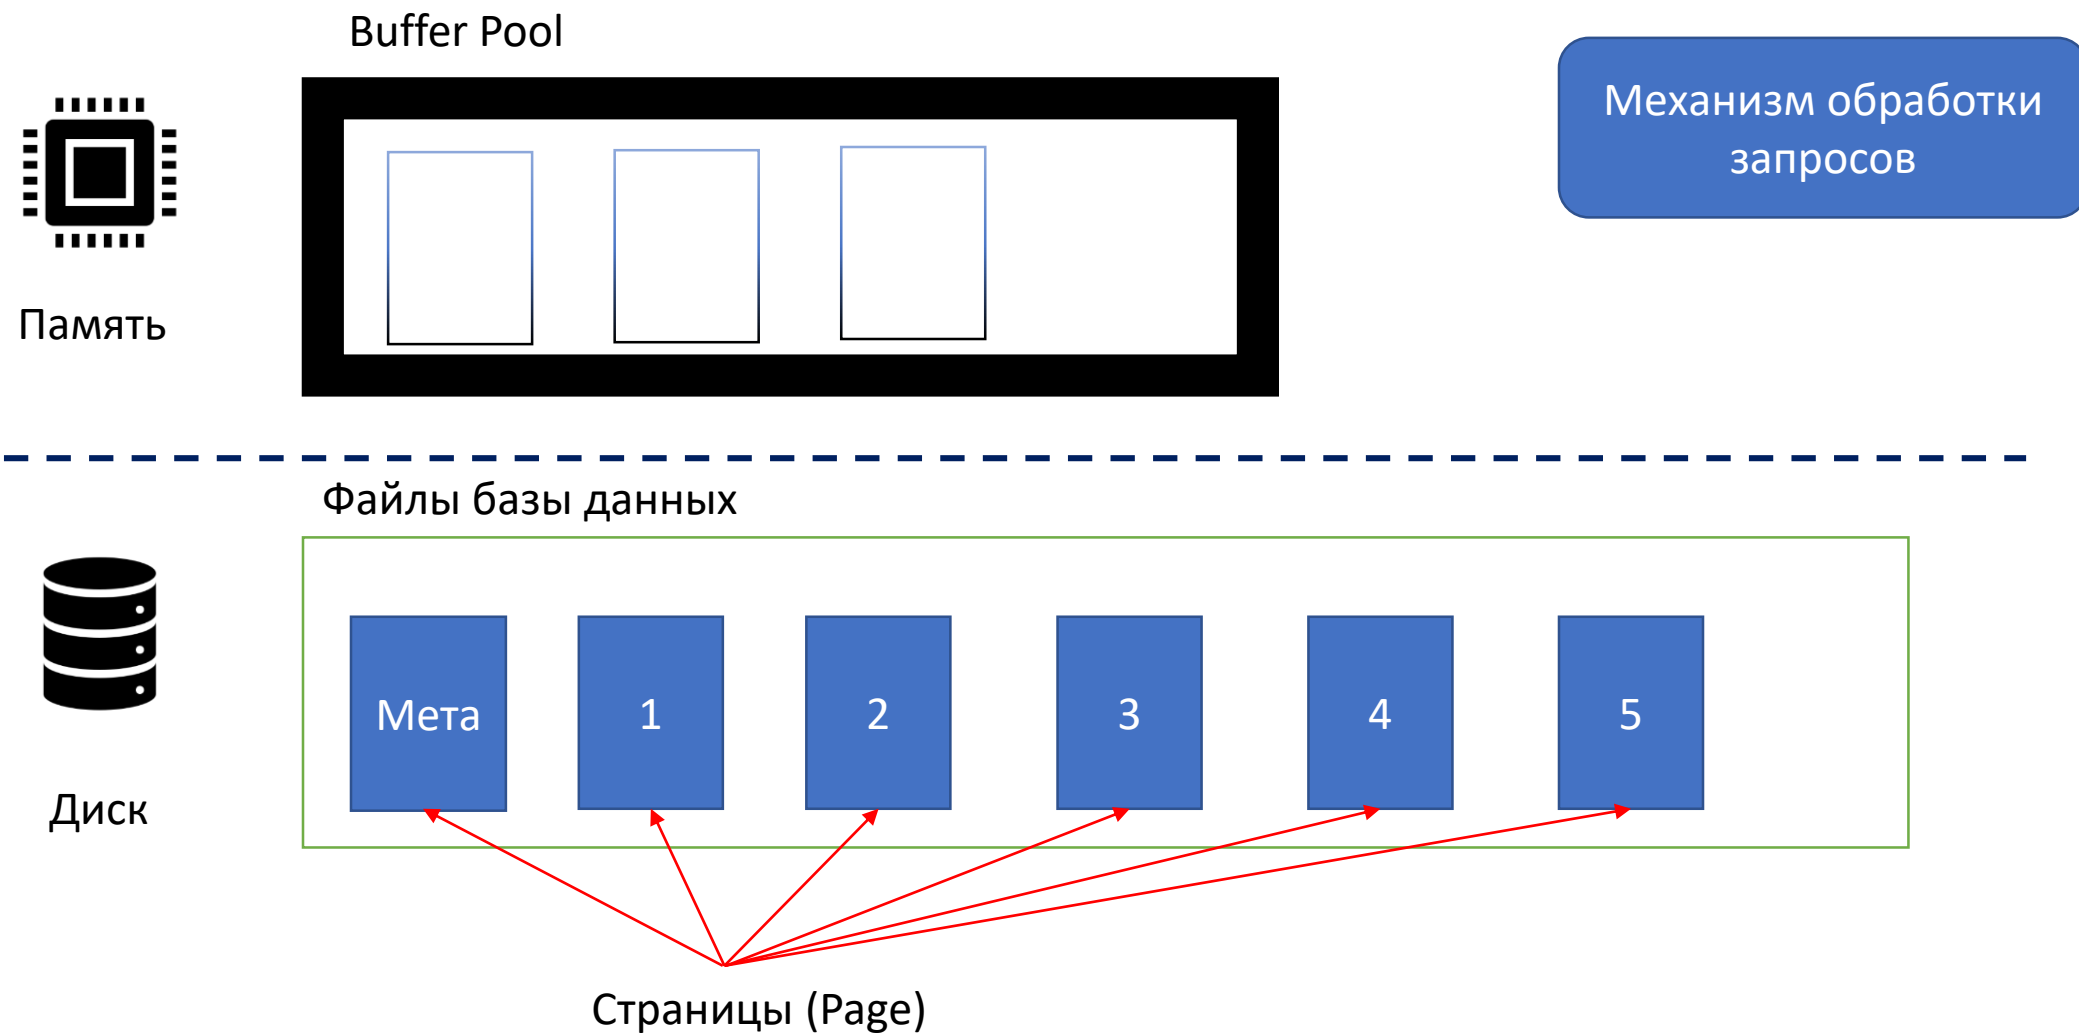 Buffer Pool
Механизм обработки
запросов
Память
Файлы базы данных
Мета
1
2
3
4
5
Диск
Страницы (Page)